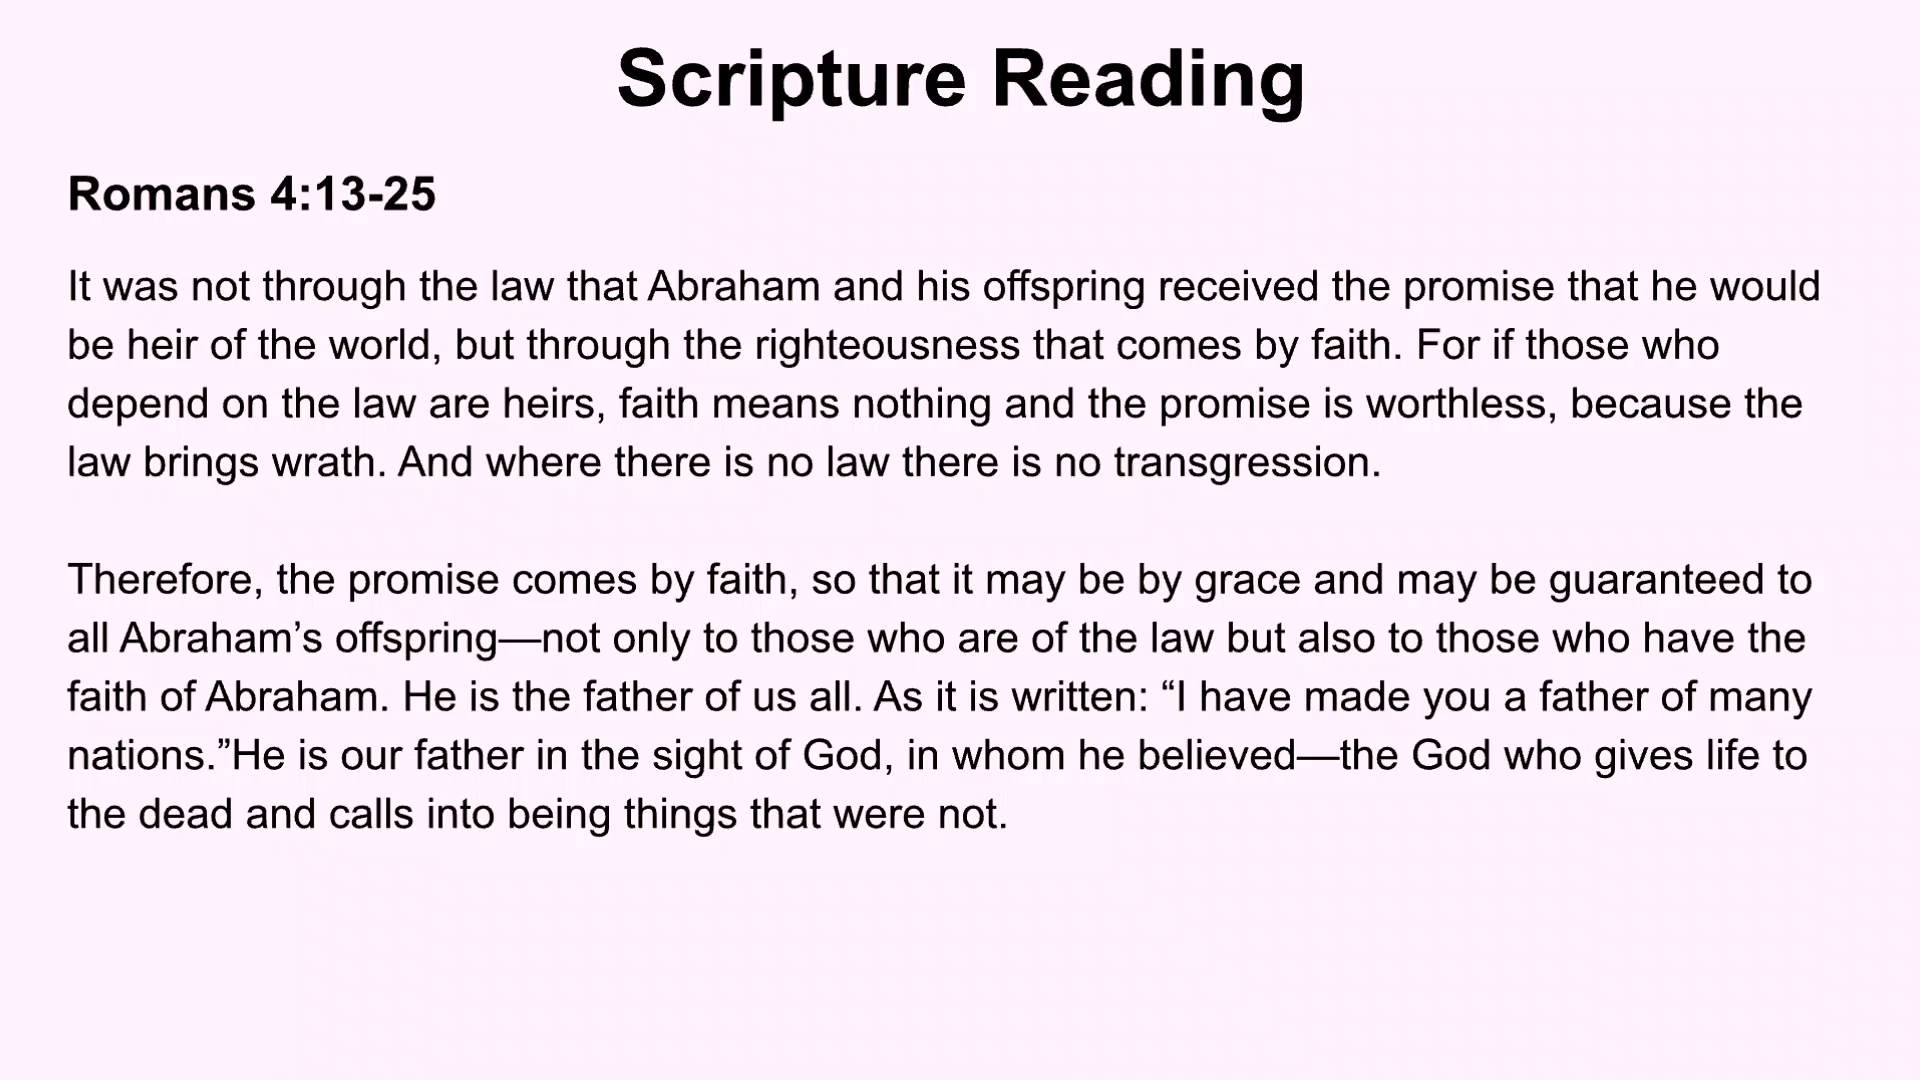 Scripture Reading
Romans 4:13-25
It was not through the law that Abraham and his offspring received the promise that he would
be heir of the world, but through the righteousness that comes by faith. For if those who
depend on the law are heirs, faith means nothing and the promise is worthless, because the
law brings wrath. And where there is no law there is no transgression.
Therefore, the promise comes by faith, so that it may be by grace and may be guaranteed to
all Abraham’s offspring—not only to those who are of the law but also to those who have the
faith of Abraham. He is the father of us all. As it is written: “I have made you a father of many
nations.”He is our father in the sight of God, in whom he believed—the God who gives life to
the dead and calls into being things that were not.